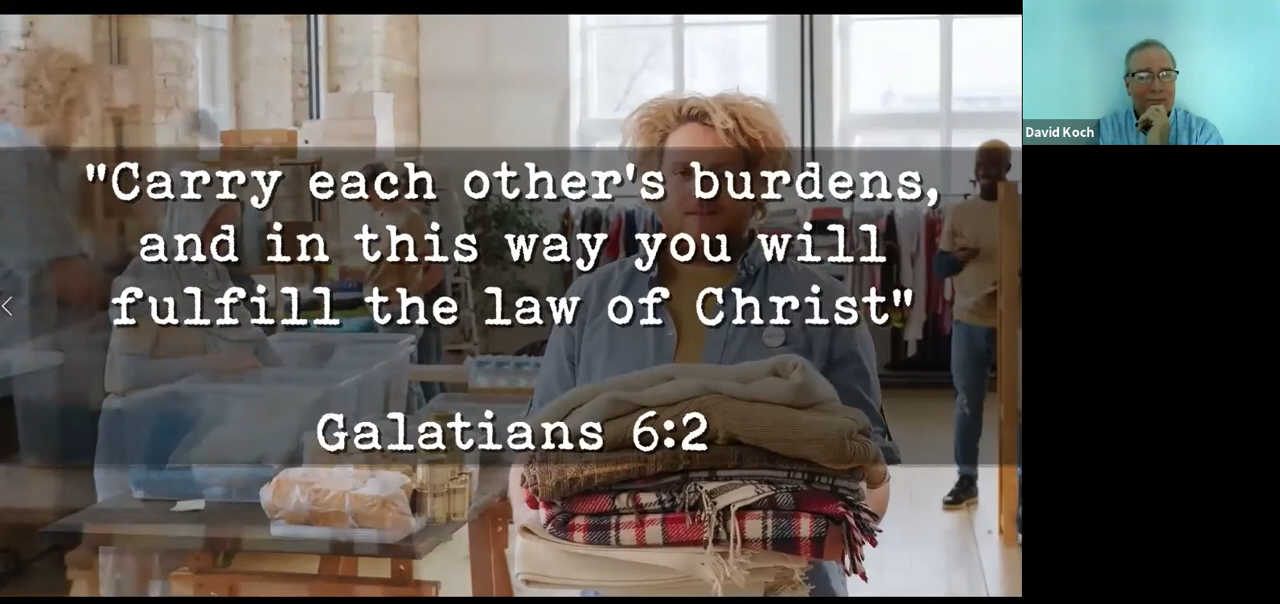 "Carry each other's burdens,
and in this way you will
fulfill the law of Christ"
Galatians 6:2
David Koch